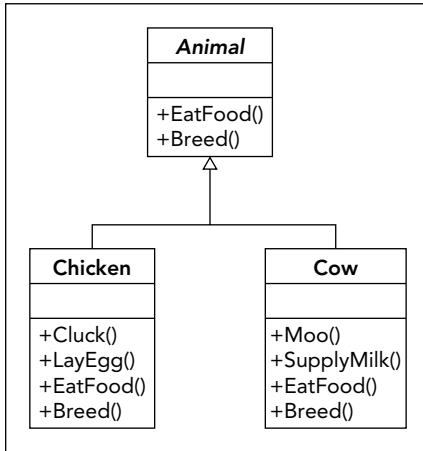 Animal
+EatFood()
+Breed()
Chicken
+Cluck()
+LayEgg()
+EatFood()
+Breed()
Cow
+Moo()
+SupplyMilk()
+EatFood()
+Breed()